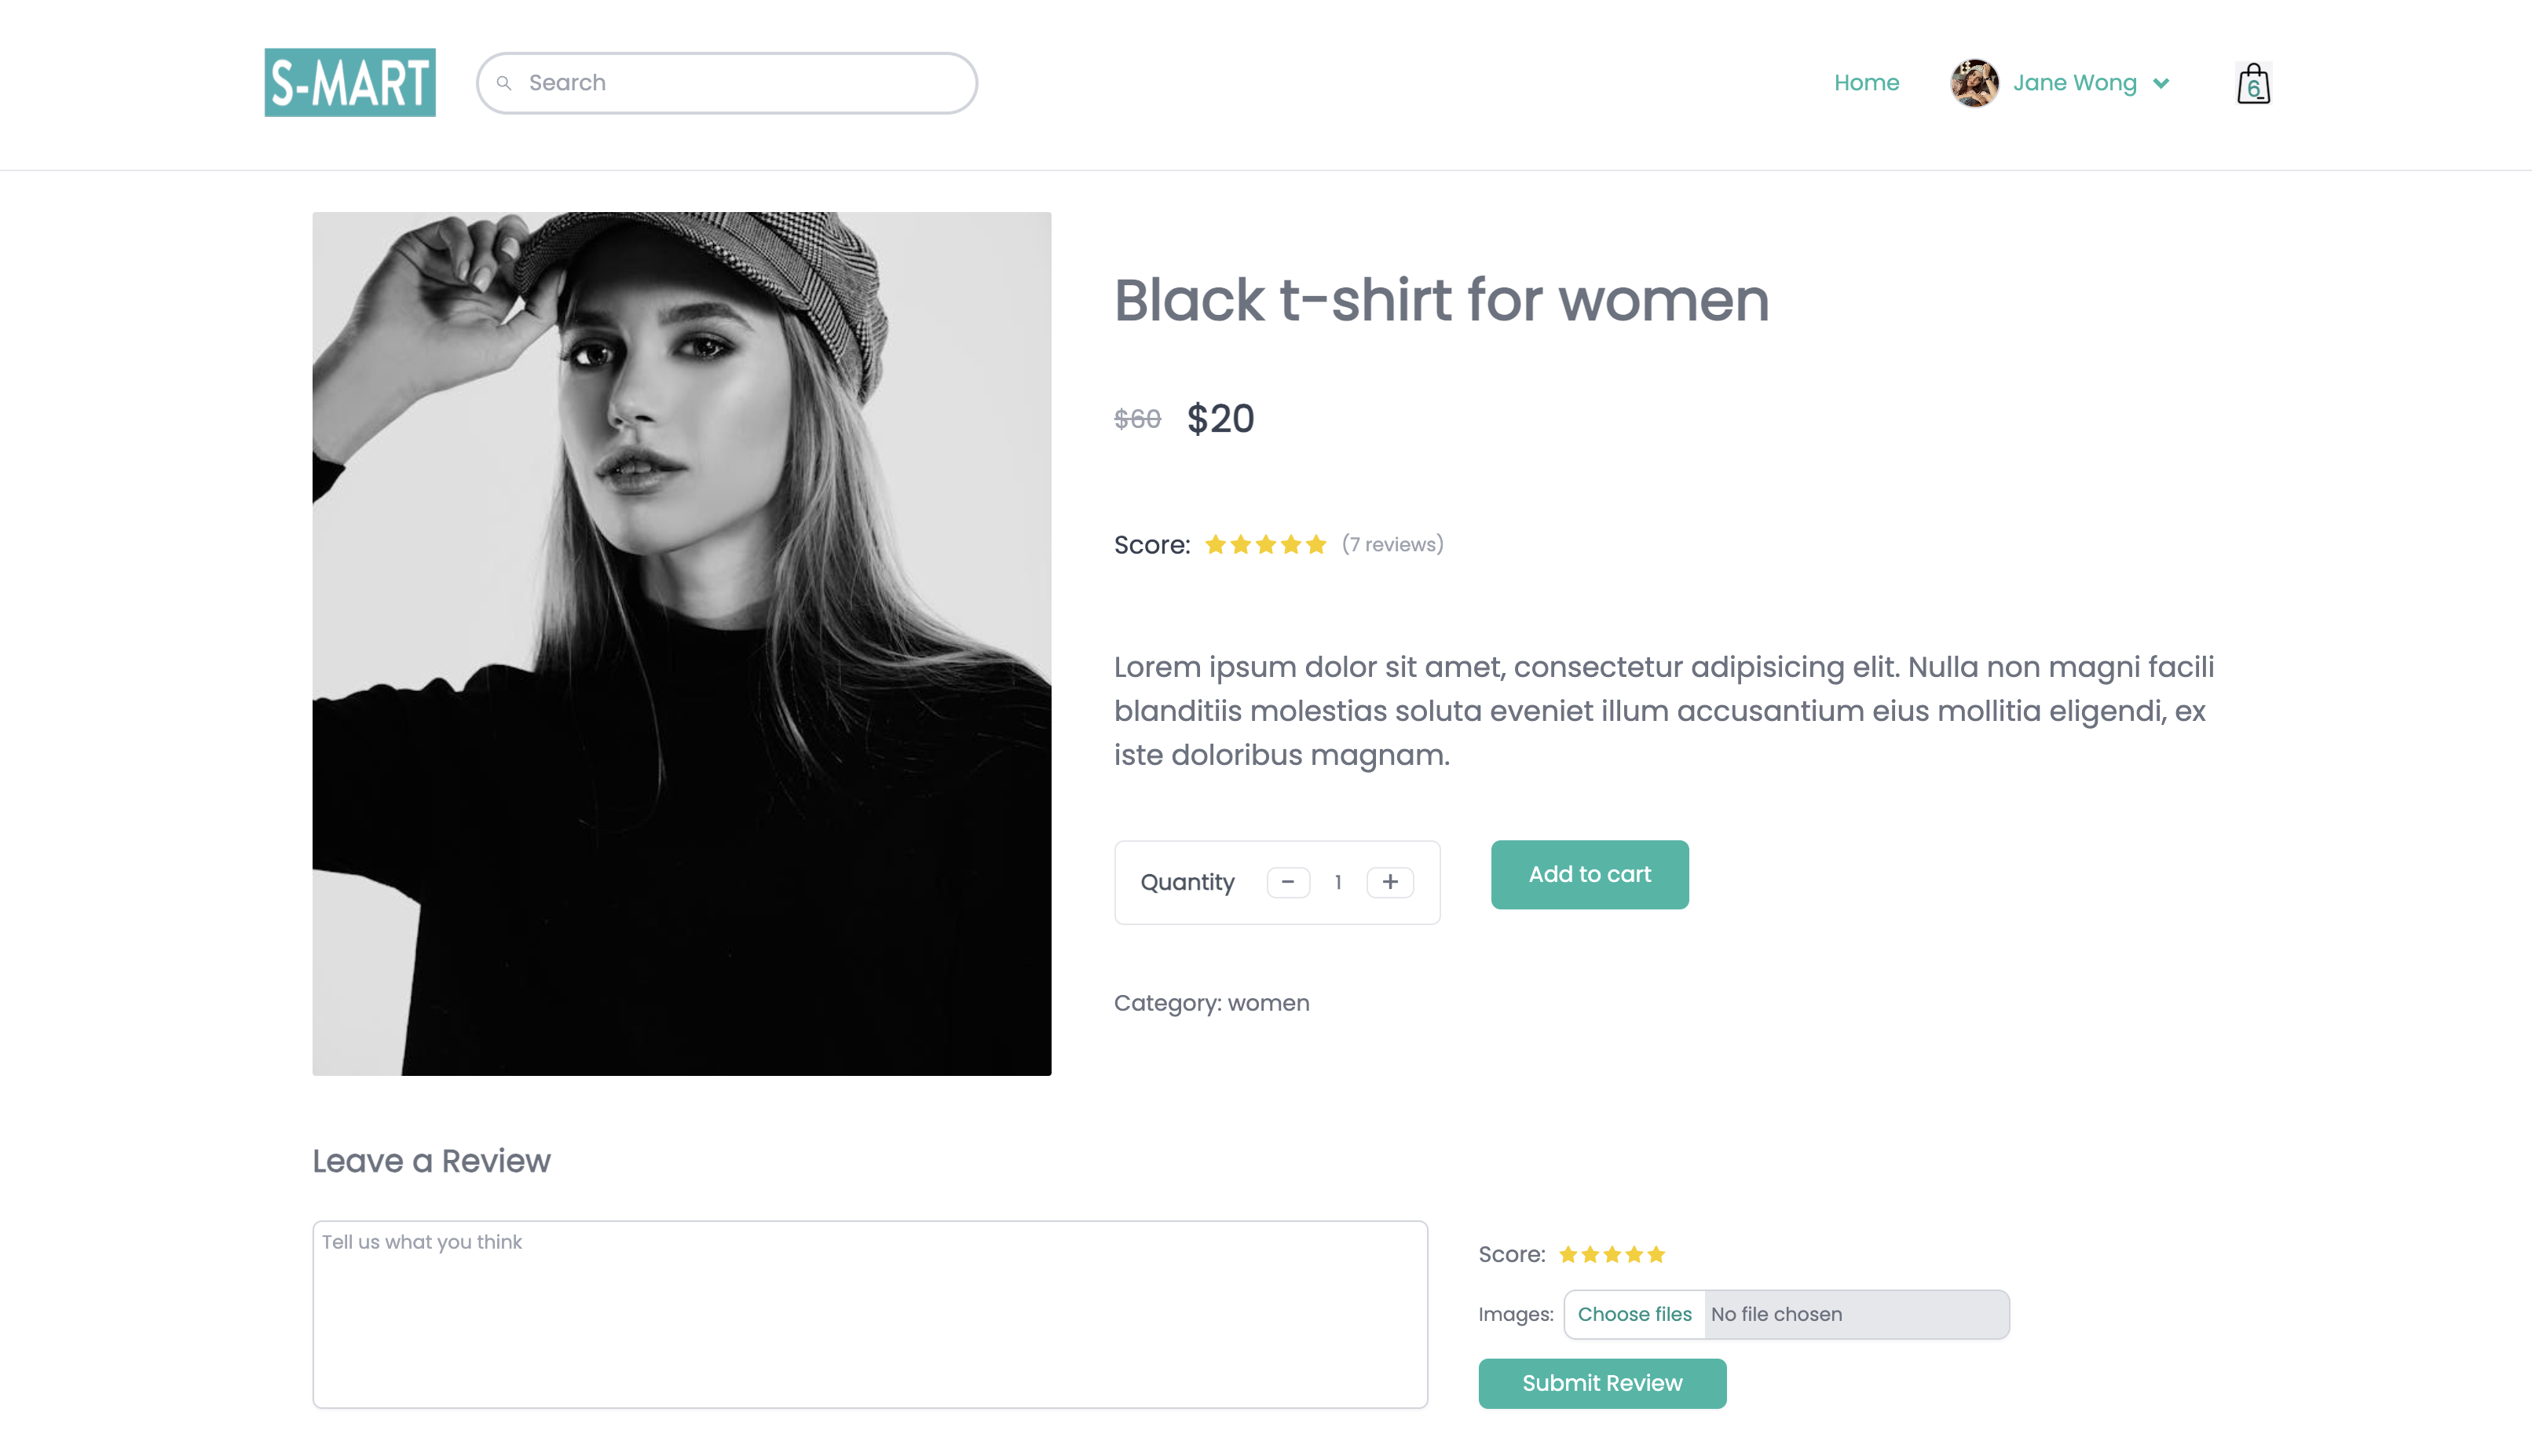 S-MART
Search
Home
Jane Wong
6
Black t-shirt for women
$60 $20
Score: (7 reviews)
Lorem ipsum dolor sit amet, consectetur adipisicing elit. Nulla non magni facili
blanditiis molestias soluta eveniet illum accusantium eius mollitia eligendi, ex
iste doloribus magnam.
Quantity - 1 +
Add to cart
Category: women
Leave a Review
Tell us what you think
Score:
Images: Choose files No file chosen
Submit Review